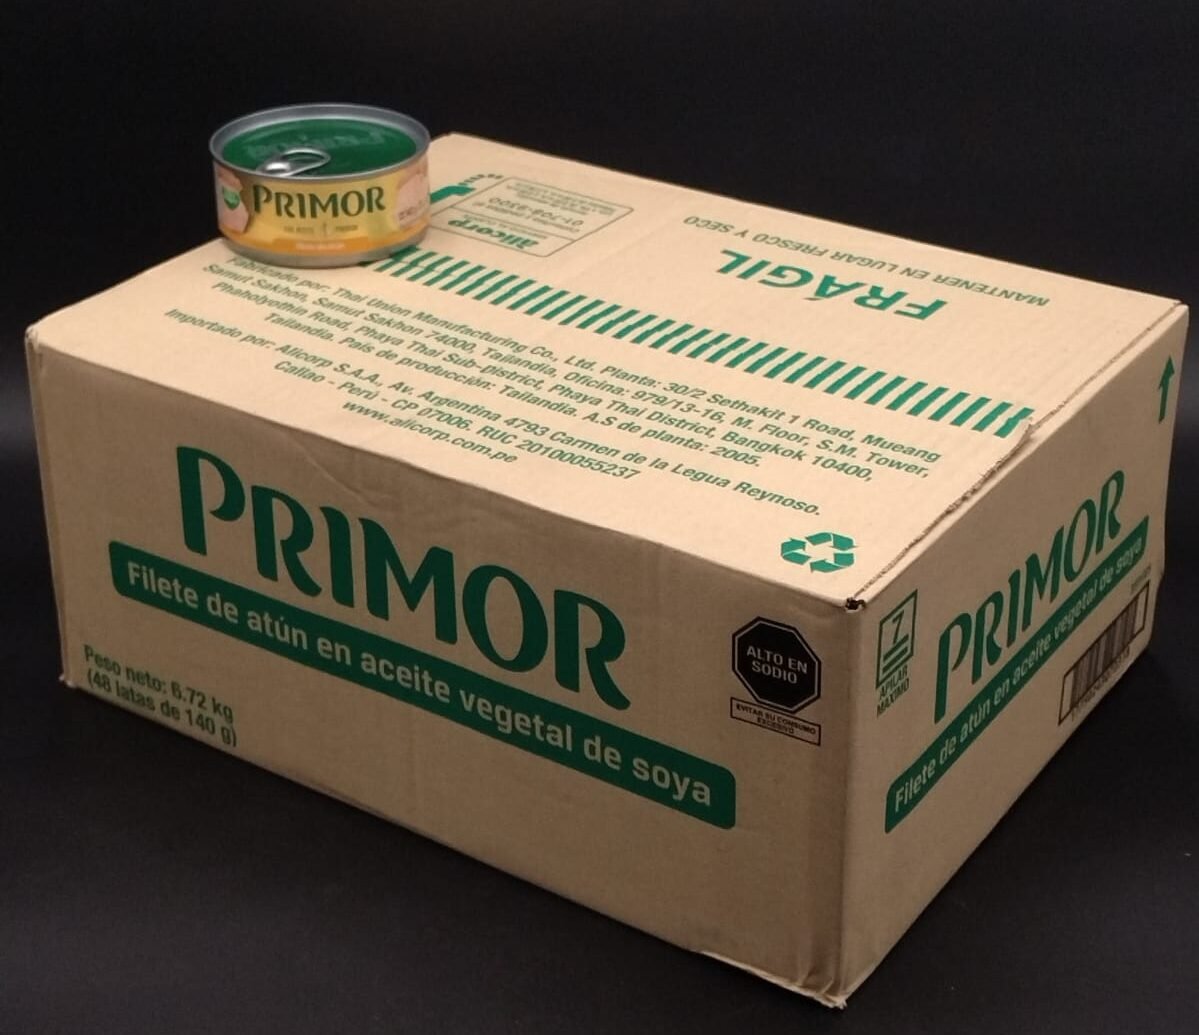 PRIMOR
alicorp
01-708-9300
MANTENER EN LUGAR FRESCO Y SECO
FRÁGIL
Fabricado por: Thai Union Manufacturing Co., Ltd. Planta: 30/2 Sethakit 1 Road, Mueang
Samut Sakhon, Samut Sakhon 74000, Tailandia. Oficina: 979/13-16, M. Floor, S.M. Tower,
Phaholyothin Road, Phaya Thai Sub-district, Phaya Thai District, Bangkok 10400,
Tailandia. País de producción: Tailandia. A.S de planta: 2005.
Importado por: Alicorp S.A.A., Av. Argentina 4793 Carmen de la Legua Reynoso.
Callao - Perú - CP 07006. RUC 20100055237
www.alicorp.com.pe
PRIMOR
Filete de atún en aceite vegetal de soya
Peso neto: 6.72 kg
(48 latas de 140 g)
ALTO EN
SODIO
EVITAR SU CONSUMO
EXCESIVO
7
APILAR
MÁXIMO
PRIMOR
Filete de atún en aceite vegetal de soya